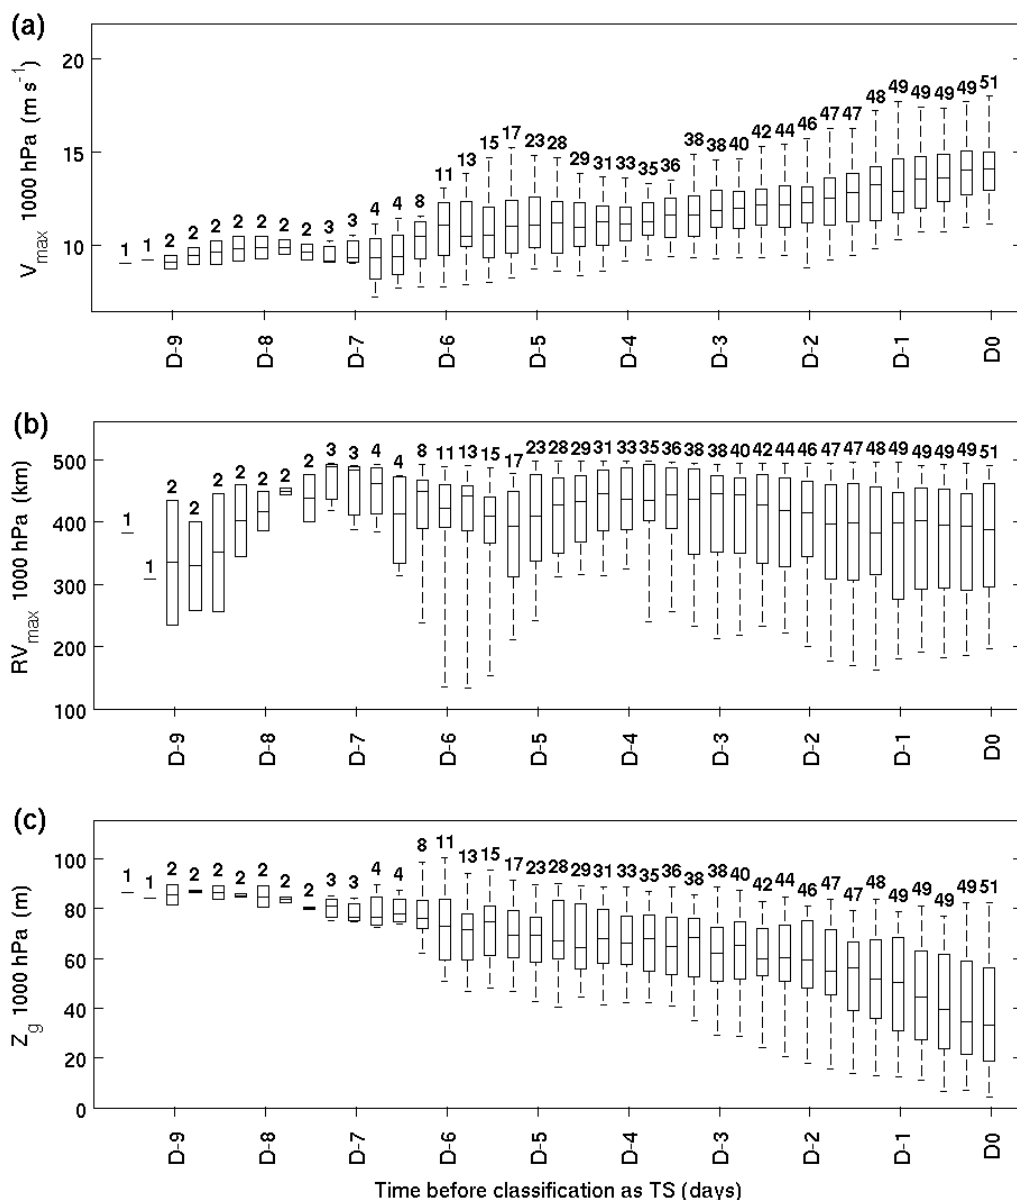 (a)
V_max 1000 hPa (m s^-1)
20
15
10
1 1 2 2 2 2 2 2 2 3 3 4 4 8 11 13 15 17 23 28 29 31 33 35 36 38 38 40 42 44 46 47 47 48 49 49 49 49 51
D-9 D-8 D-7 D-6 D-5 D-4 D-3 D-2 D-1 D0
(b)
RV_max 1000 hPa (km)
500
400
300
200
100
1 1 2 2 2 2 2 2 2 3 3 4 4 8 11 13 15 17 23 28 29 31 33 35 36 38 38 40 42 44 46 47 47 48 49 49 49 49 51
D-9 D-8 D-7 D-6 D-5 D-4 D-3 D-2 D-1 D0
(c)
Z_g 1000 hPa (m)
100
80
60
40
20
0
1 1 2 2 2 2 2 2 2 3 3 4 4 8 11 13 15 17 23 28 29 31 33 35 36 38 38 40 42 44 46 47 47 48 49 49 49 49 51
D-9 D-8 D-7 D-6 D-5 D-4 D-3 D-2 D-1 D0
Time before classification as TS (days)